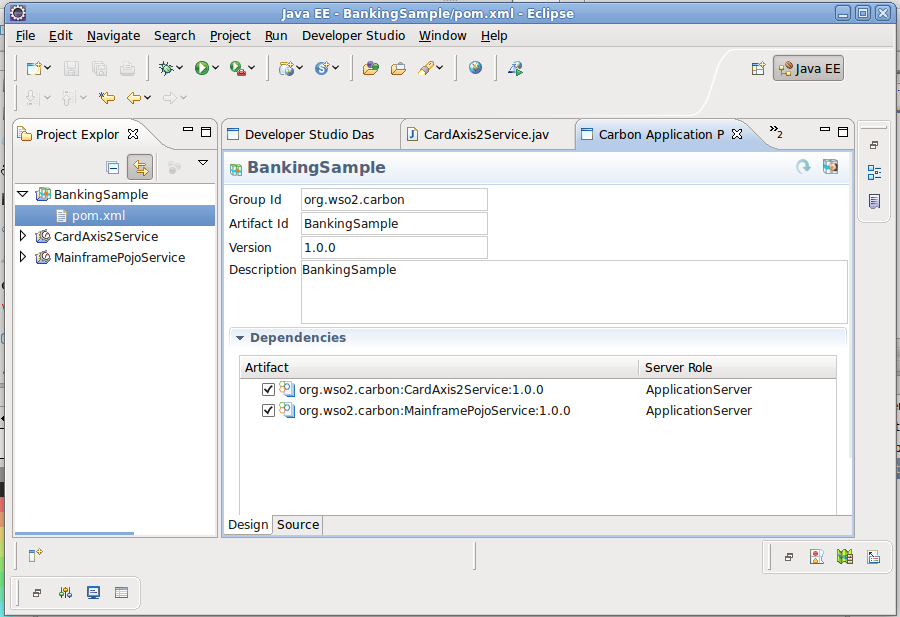 Java EE - BankingSample/pom.xml - Eclipse
File Edit Navigate Search Project Run Developer Studio Window Help
Java EE
Project Explor
Developer Studio Das
CardAxis2Service.jav
Carbon Application P
»2
BankingSample
pom.xml
CardAxis2Service
MainframePojoService
BankingSample
Group Id org.wso2.carbon
Artifact Id BankingSample
Version 1.0.0
Description BankingSample
Dependencies
Artifact Server Role
org.wso2.carbon:CardAxis2Service:1.0.0 ApplicationServer
org.wso2.carbon:MainframePojoService:1.0.0 ApplicationServer
Design Source